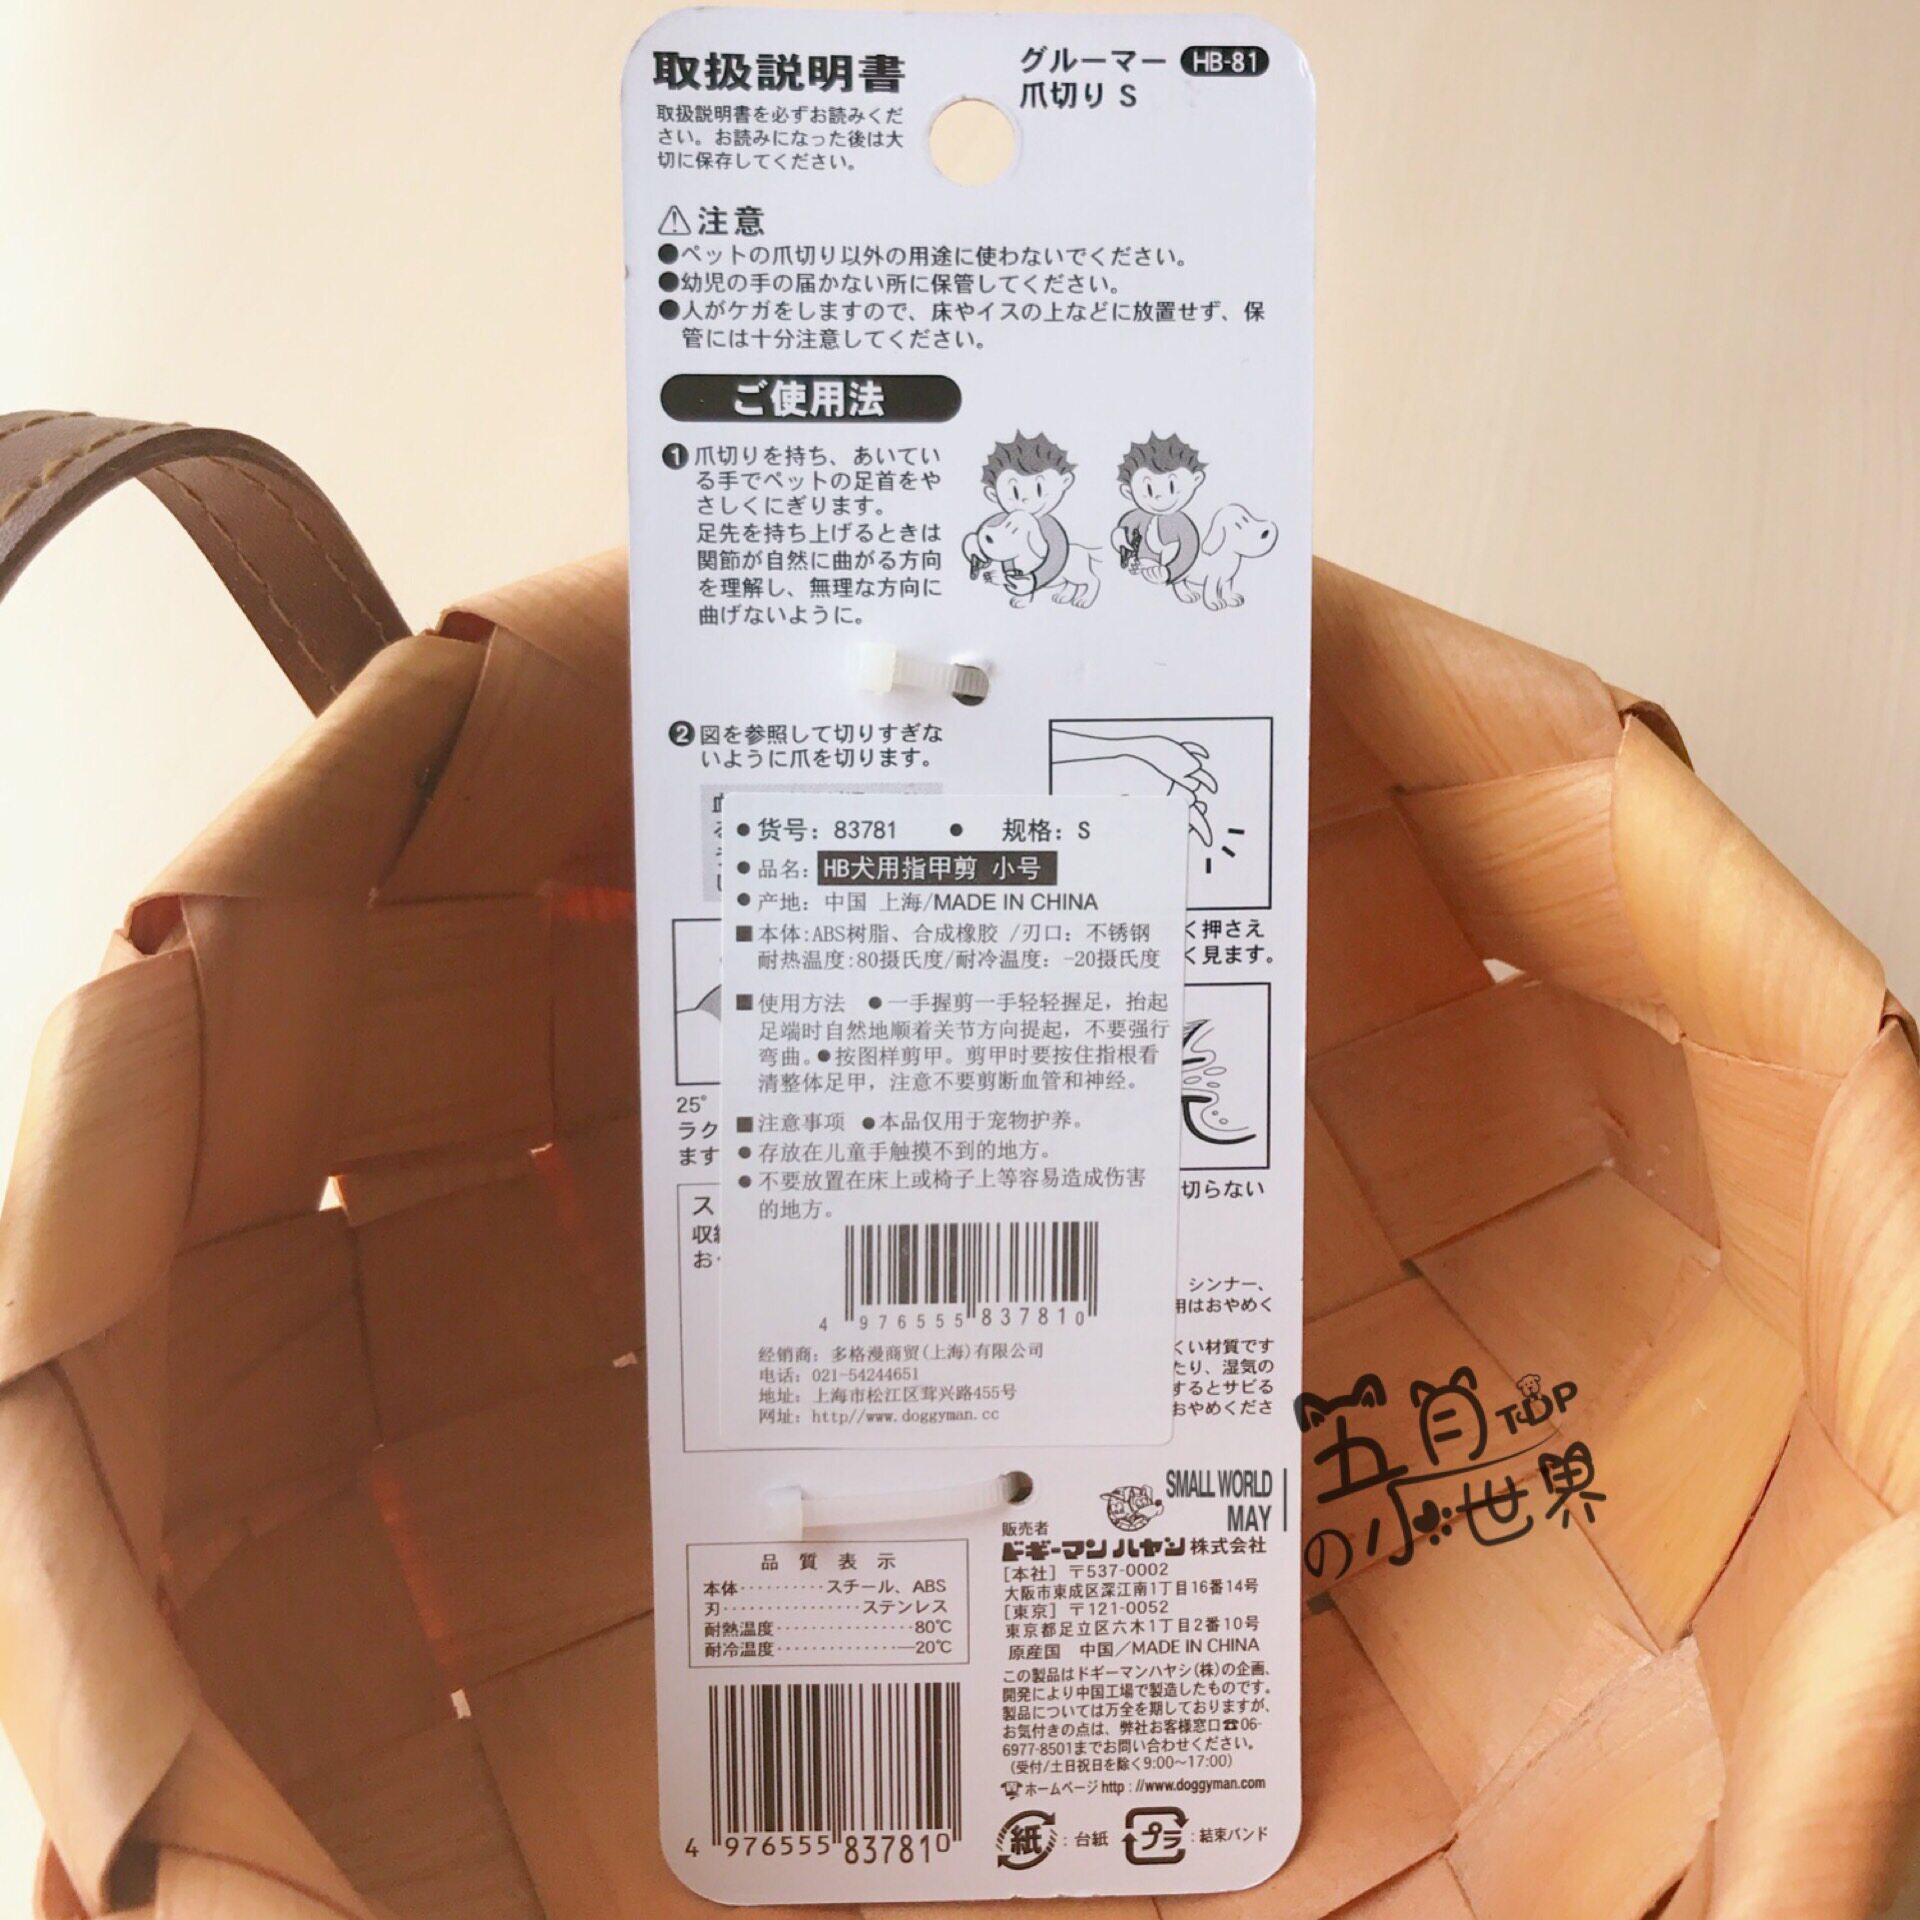 取扱説明書
取扱説明書を必ずお読みくだ
さい。お読みになった後は大
切に保存してください。
グルーマー HB-81
爪切り S
⚠注意
●ペットの爪切り以外の用途に使わないでください。
●幼児の手の届かない所に保管してください。
●人がケガをしますので、床やイスの上などに放置せず、保
管には十分注意してください。
ご使用法
❶爪切りを持ち、あいてい
る手でペットの足首をや
さしくにぎります。
足先を持ち上げるときは
関節が自然に曲がる方向
を理解し、無理な方向に
曲げないように。
❷図を参照して切りすぎな
いように爪を切ります。
く押さえ
く見ます。
25°
ラク
ます
切らない
ス
収
お
シンナー、
用はおやめく
くい材質です
たり、湿気の
するとサビる
おやめくださ
●货号：83781 ● 规格：S
●品名：HB犬用指甲剪 小号
●产地：中国 上海/MADE IN CHINA
■本体:ABS树脂、合成橡胶 /刃口：不锈钢
耐热温度:80摄氏度/耐冷温度：-20摄氏度
■使用方法 ●一手握剪一手轻轻握足，抬起
足端时自然地顺着关节方向提起，不要强行
弯曲。●按图样剪甲。剪甲时要按住指根看
清整体足甲，注意不要剪断血管和神经。
■注意事项 ●本品仅用于宠物护养。
●存放在儿童手触摸不到的地方。
●不要放置在床上或椅子上等容易造成伤害
的地方。
4 976555 837810
经销商：多格漫商贸(上海)有限公司
电话：021-54244651
地址：上海市松江区茸兴路455号
网址：http//www.doggyman.cc
品質表示
本体··········スチール、ABS
刃················ステンレス
耐熱温度················80℃
耐冷温度··············—20℃
4 976555 837810
販売者
ドギーマンハヤシ株式会社
[本社] 〒537-0002
大阪市東成区深江南1丁目16番14号
[東京] 〒121-0052
東京都足立区六木1丁目2番10号
原産国 中国／MADE IN CHINA
この製品はドギーマンハヤシ(株)の企画、
開発により中国工場で製造したものです。
製品については万全を期しておりますが、
お気付きの点は、弊社お客様窓口☎06-
6977-8501までお問い合わせください。
(受付/土日祝日を除く9:00～17:00)
ホームページ http：//www.doggyman.com
紙：台紙 プラ：結束バンド
SMALL WORLD
MAY
五月TDP
の小世界